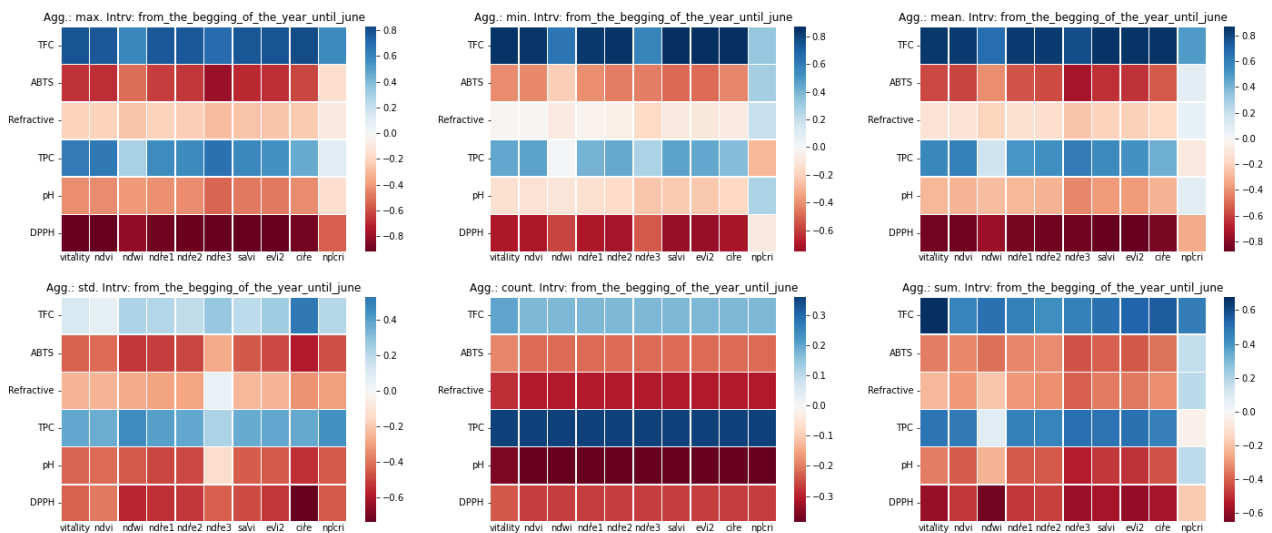 Agg.: max. Intrv: from_the_begging_of_the_year_until_june
TFC
ABTS
Refractive
TPC
pH
DPPH
vitality ndvi ndwi ndre1 ndre2 ndre3 savi evi2 cire npcri
0.8
0.6
0.4
0.2
0.0
−0.2
−0.4
−0.6
−0.8
Agg.: min. Intrv: from_the_begging_of_the_year_until_june
TFC
ABTS
Refractive
TPC
pH
DPPH
vitality ndvi ndwi ndre1 ndre2 ndre3 savi evi2 cire npcri
0.8
0.6
0.4
0.2
0.0
−0.2
−0.4
−0.6
Agg.: mean. Intrv: from_the_begging_of_the_year_until_june
TFC
ABTS
Refractive
TPC
pH
DPPH
vitality ndvi ndwi ndre1 ndre2 ndre3 savi evi2 cire npcri
0.8
0.6
0.4
0.2
0.0
−0.2
−0.4
−0.6
−0.8
Agg.: std. Intrv: from_the_begging_of_the_year_until_june
TFC
ABTS
Refractive
TPC
pH
DPPH
vitality ndvi ndwi ndre1 ndre2 ndre3 savi evi2 cire npcri
0.4
0.2
0.0
−0.2
−0.4
−0.6
Agg.: count. Intrv: from_the_begging_of_the_year_until_june
TFC
ABTS
Refractive
TPC
pH
DPPH
vitality ndvi ndwi ndre1 ndre2 ndre3 savi evi2 cire npcri
0.3
0.2
0.1
0.0
−0.1
−0.2
−0.3
Agg.: sum. Intrv: from_the_begging_of_the_year_until_june
TFC
ABTS
Refractive
TPC
pH
DPPH
vitality ndvi ndwi ndre1 ndre2 ndre3 savi evi2 cire npcri
0.6
0.4
0.2
0.0
−0.2
−0.4
−0.6